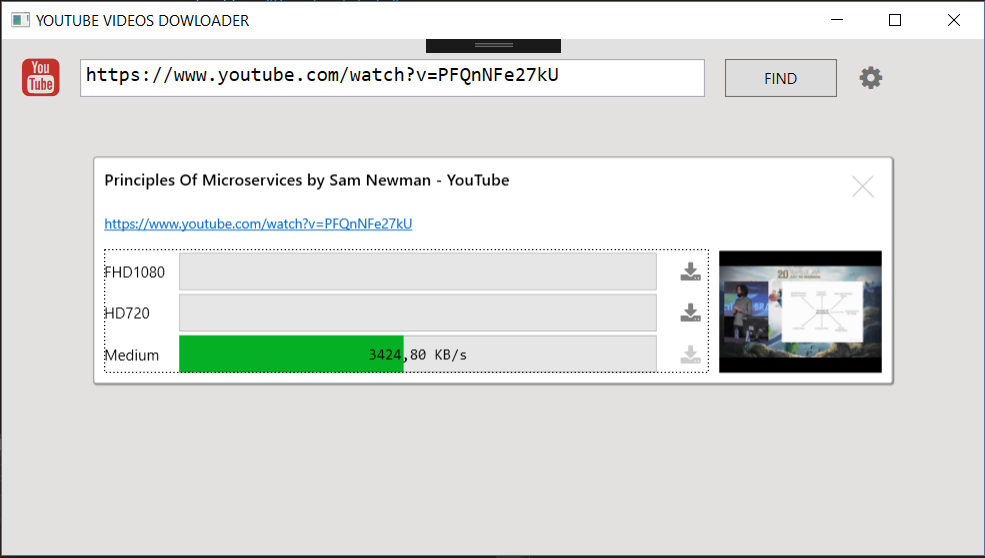 YOUTUBE VIDEOS DOWLOADER
You
Tube
https://www.youtube.com/watch?v=PFQnNFe27kU
FIND
Principles Of Microservices by Sam Newman - YouTube
https://www.youtube.com/watch?v=PFQnNFe27kU
FHD1080
HD720
Medium
3424,80 KB/s
20